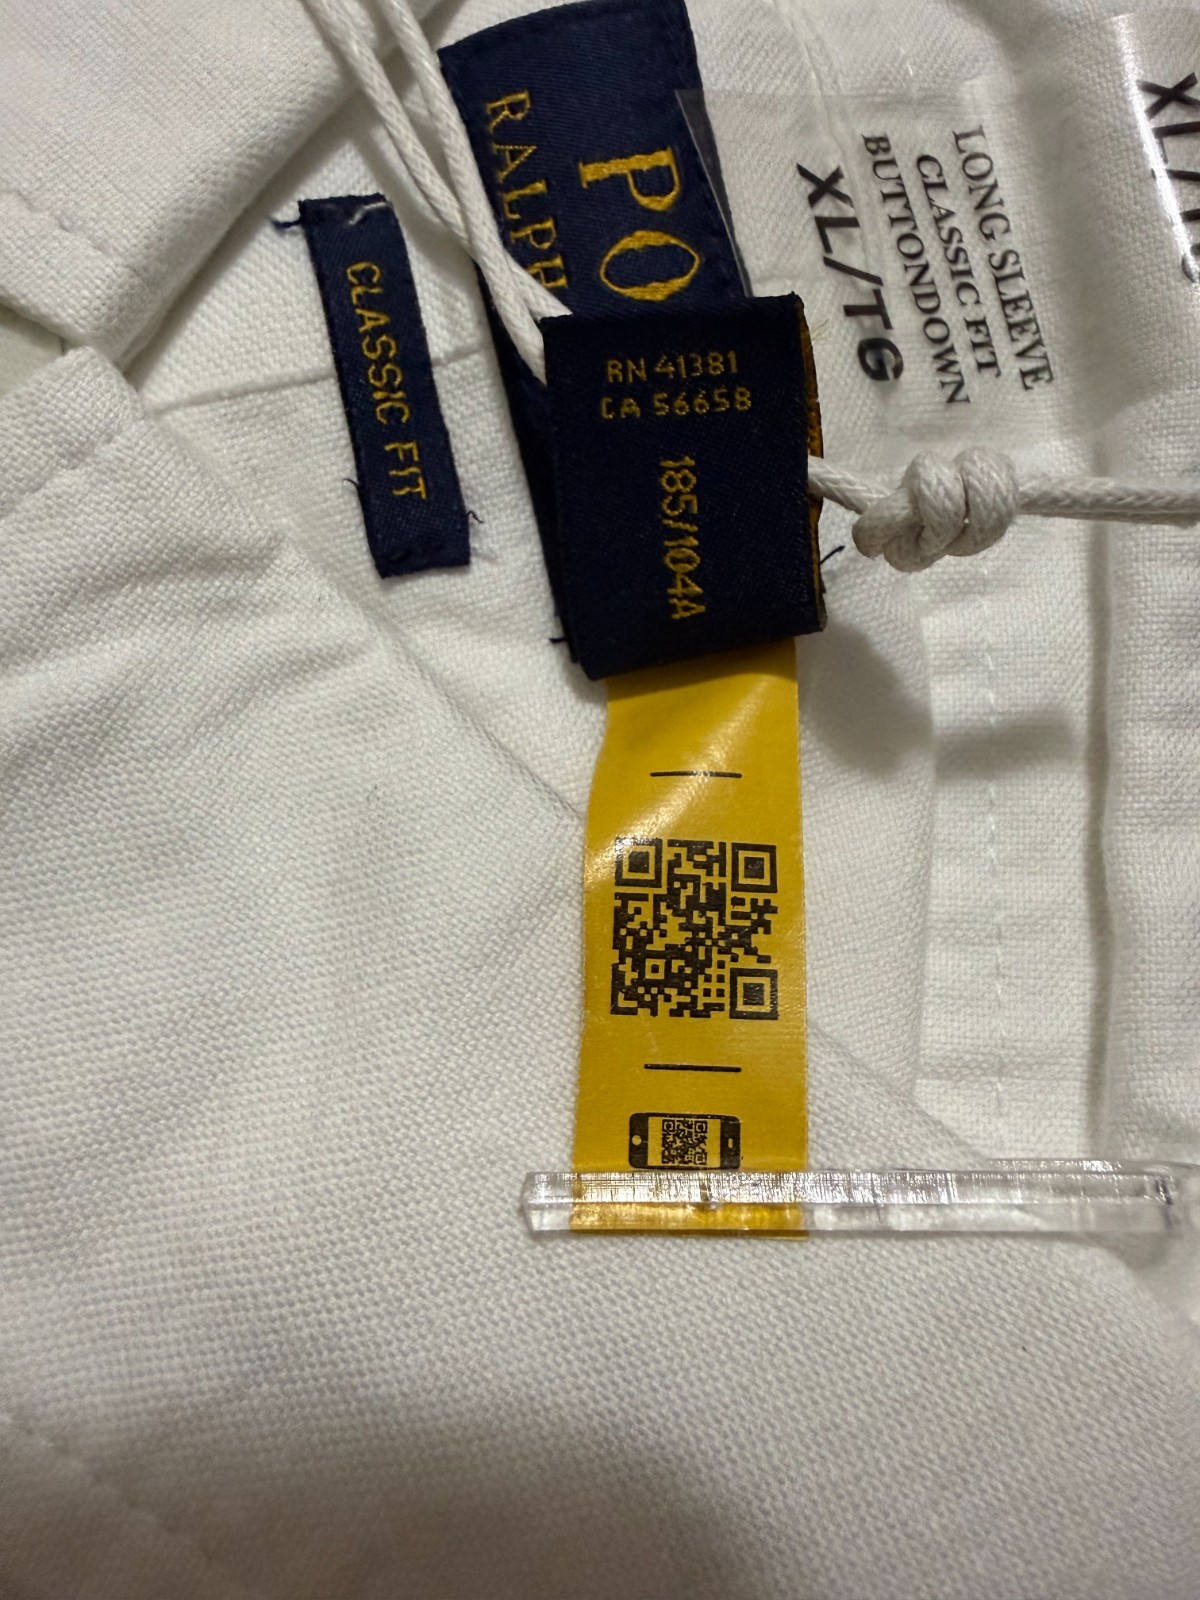 PO
RALPH
CLASSIC FIT
RN 41381
CA 56658
185/104A
LONG SLEEVE
CLASSIC FIT
BUTTONDOWN
XL/TG